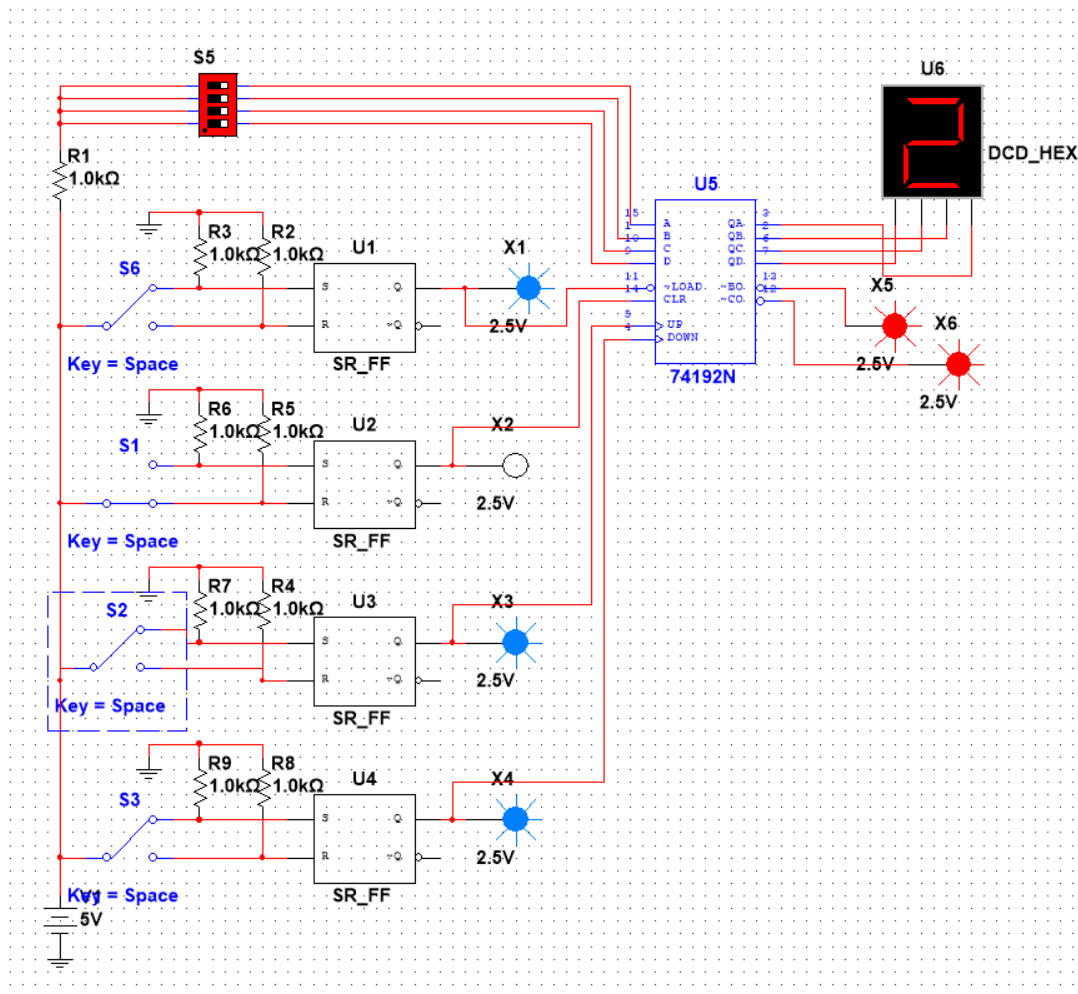 S5
U6
R1
1.0kΩ
DCD_HEX
U5
15
1
10
9
A
B
C
D
QA
QB
QC
QD
3
2
6
7
11
14
~LOAD
CLR
~BO
~CO
13
12
5
4
UP
DOWN
74192N
R3
1.0kΩ
R2
1.0kΩ
S6
U1
S
R
Q
~Q
SR_FF
X1
2.5V
Key = Space
X5
2.5V
X6
2.5V
R6
1.0kΩ
R5
1.0kΩ
S1
U2
S
R
Q
~Q
SR_FF
X2
2.5V
Key = Space
R7
1.0kΩ
R4
1.0kΩ
S2
U3
S
R
Q
~Q
SR_FF
X3
2.5V
Key = Space
R9
1.0kΩ
R8
1.0kΩ
S3
U4
S
R
Q
~Q
SR_FF
X4
2.5V
Key = Space
V1
5V
2